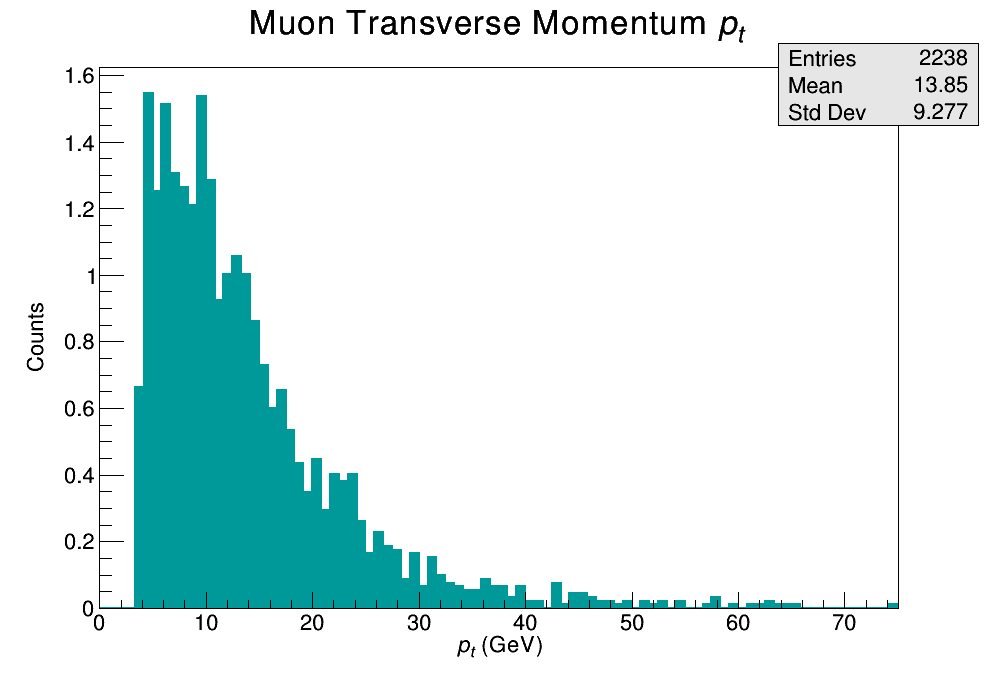 Muon Transverse Momentum pt
Entries 2238
Mean 13.85
Std Dev 9.277
1.6
1.4
1.2
1
0.8
0.6
0.4
0.2
0
Counts
0 10 20 30 40 50 60 70
pt (GeV)